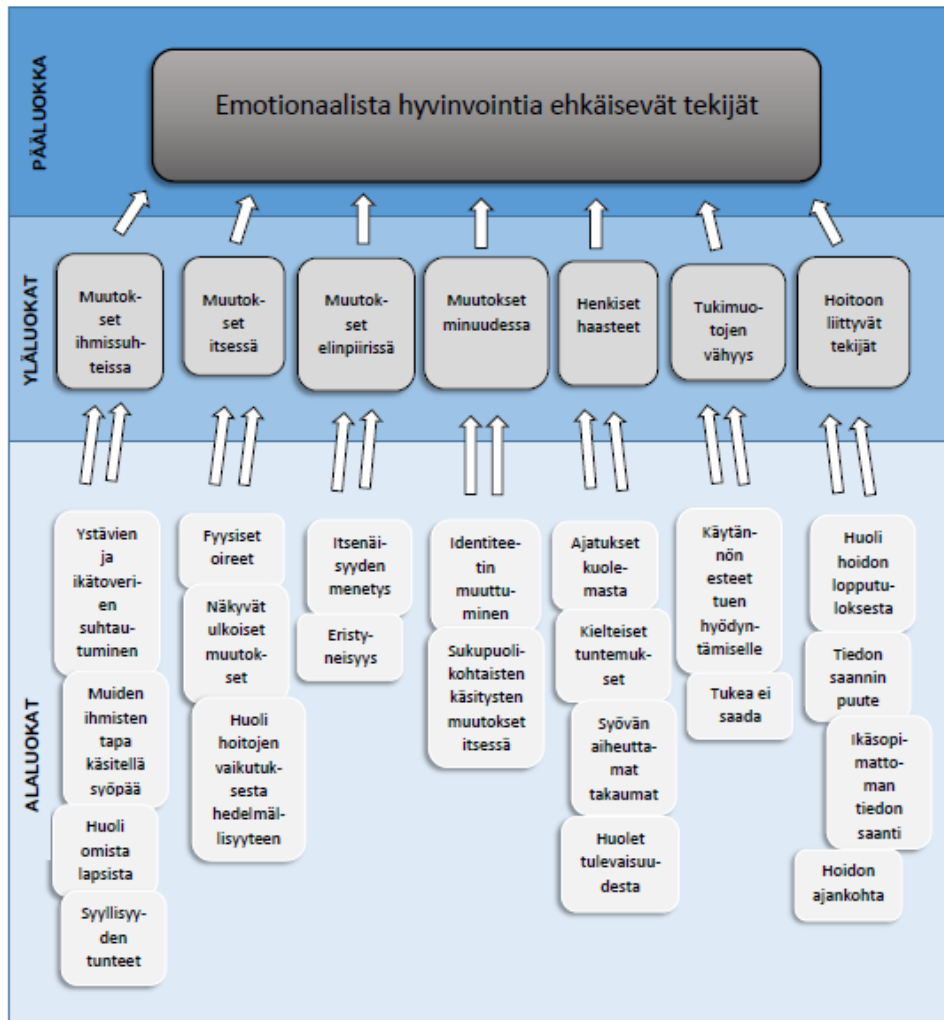 PÄÄLUOKKA
Emotionaalista hyvinvointia ehkäisevät tekijät
YLÄLUOKAT
Muutok-
set
ihmissuh-
teissa
Muutok-
set
itsessä
Muutok-
set
elinpiirissä
Muutokset
minuudessa
Henkiset
haasteet
Tukimuo-
tojen
vähyys
Hoitoon
liittyvät
tekijät
ALALUOKAT
Ystävien
ja
ikätoveri-
en
suhtau-
tuminen
Muiden
ihmisten
tapa
käsitellä
syöpää
Huoli
omista
lapsista
Syyllisyy-
den
tunteet
Fyysiset
oireet
Näkyvät
ulkoiset
muutok-
set
Huoli
hoitojen
vaikutuk-
sesta
hedelmäl-
lisyyteen
Itsenäi-
syyden
menetys
Eristy-
neisyys
Identitee-
tin
muuttu-
minen
Sukupuoli-
kohtaisten
käsitysten
muutokset
itsessä
Ajatukset
kuole-
masta
Kielteiset
tuntemuk-
set
Syövän
aiheutta-
mat
takaumat
Huolet
tulevaisuu-
desta
Käytän-
nön
esteet
tuen
hyödyn-
tämiselle
Tukea ei
saada
Huoli
hoidon
lopputu-
loksesta
Tiedon
saannin
puute
Ikäsopi-
mattoman
tiedon
saanti
Hoidon
ajankohta